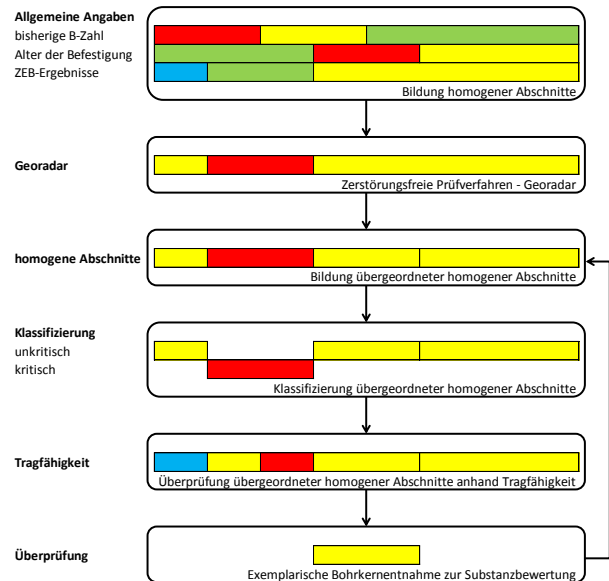 Allgemeine Angaben
bisherige B-Zahl
Alter der Befestigung
ZEB-Ergebnisse
Bildung homogener Abschnitte
Georadar
Zerstörungsfreie Prüfverfahren - Georadar
homogene Abschnitte
Bildung übergeordneter homogener Abschnitte
Klassifizierung
unkritisch
kritisch
Klassifizierung übergeordneter homogener Abschnitte
Tragfähigkeit
Überprüfung übergeordneter homogener Abschnitte anhand Tragfähigkeit
Überprüfung
Exemplarische Bohrkernentnahme zur Substanzbewertung